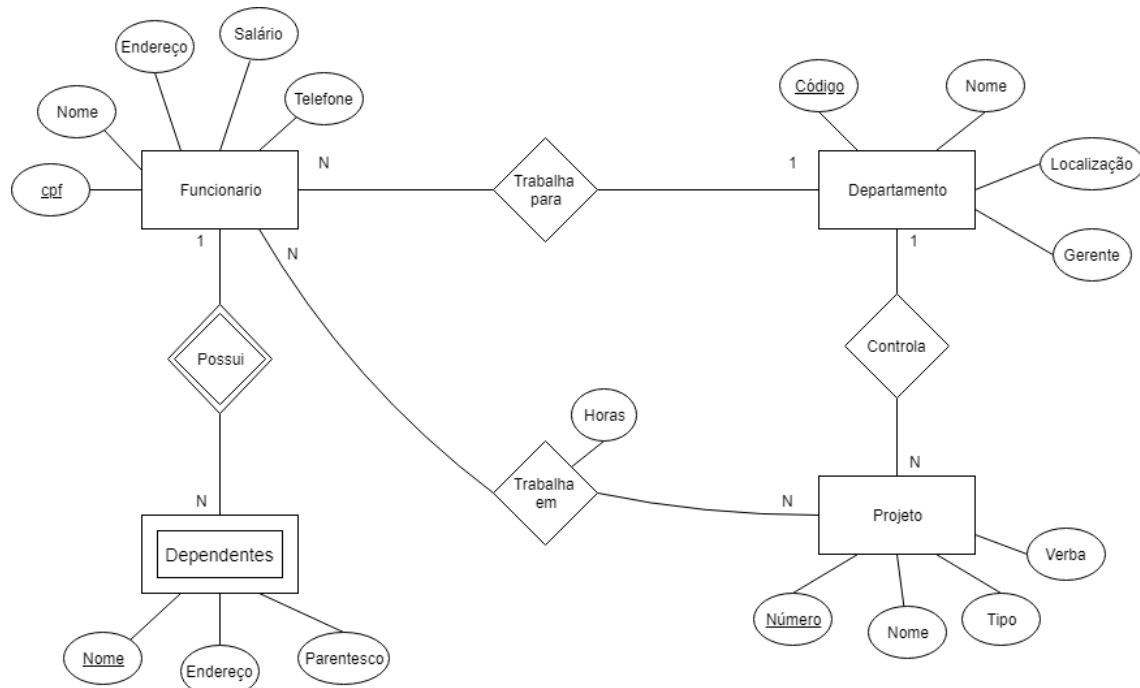 Salário
Endereço
Telefone
Nome
cpf
Funcionario
N
Trabalha
para
1
Código
Nome
Departamento
Localização
Gerente
1
N
1
Possui
Controla
Horas
Trabalha
em
N
N
N
Projeto
Dependentes
Verba
Número
Nome
Tipo
Nome
Endereço
Parentesco